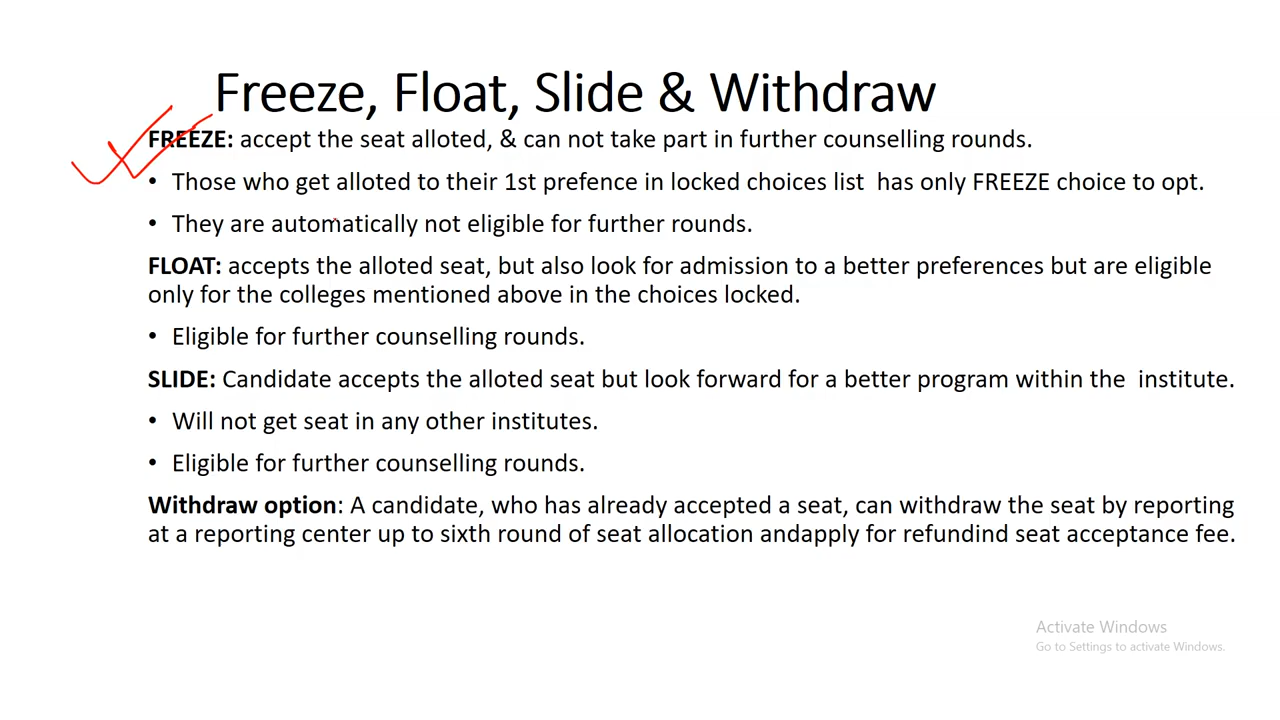 Freeze, Float, Slide & Withdraw
FREEZE: accept the seat alloted, & can not take part in further counselling rounds.
• Those who get alloted to their 1st prefence in locked choices list has only FREEZE choice to opt.
• They are automatically not eligible for further rounds.
FLOAT: accepts the alloted seat, but also look for admission to a better preferences but are eligible
only for the colleges mentioned above in the choices locked.
• Eligible for further counselling rounds.
SLIDE: Candidate accepts the alloted seat but look forward for a better program within the institute.
• Will not get seat in any other institutes.
• Eligible for further counselling rounds.
Withdraw option: A candidate, who has already accepted a seat, can withdraw the seat by reporting
at a reporting center up to sixth round of seat allocation andapply for refundind seat acceptance fee.
Activate Windows
Go to Settings to activate Windows.